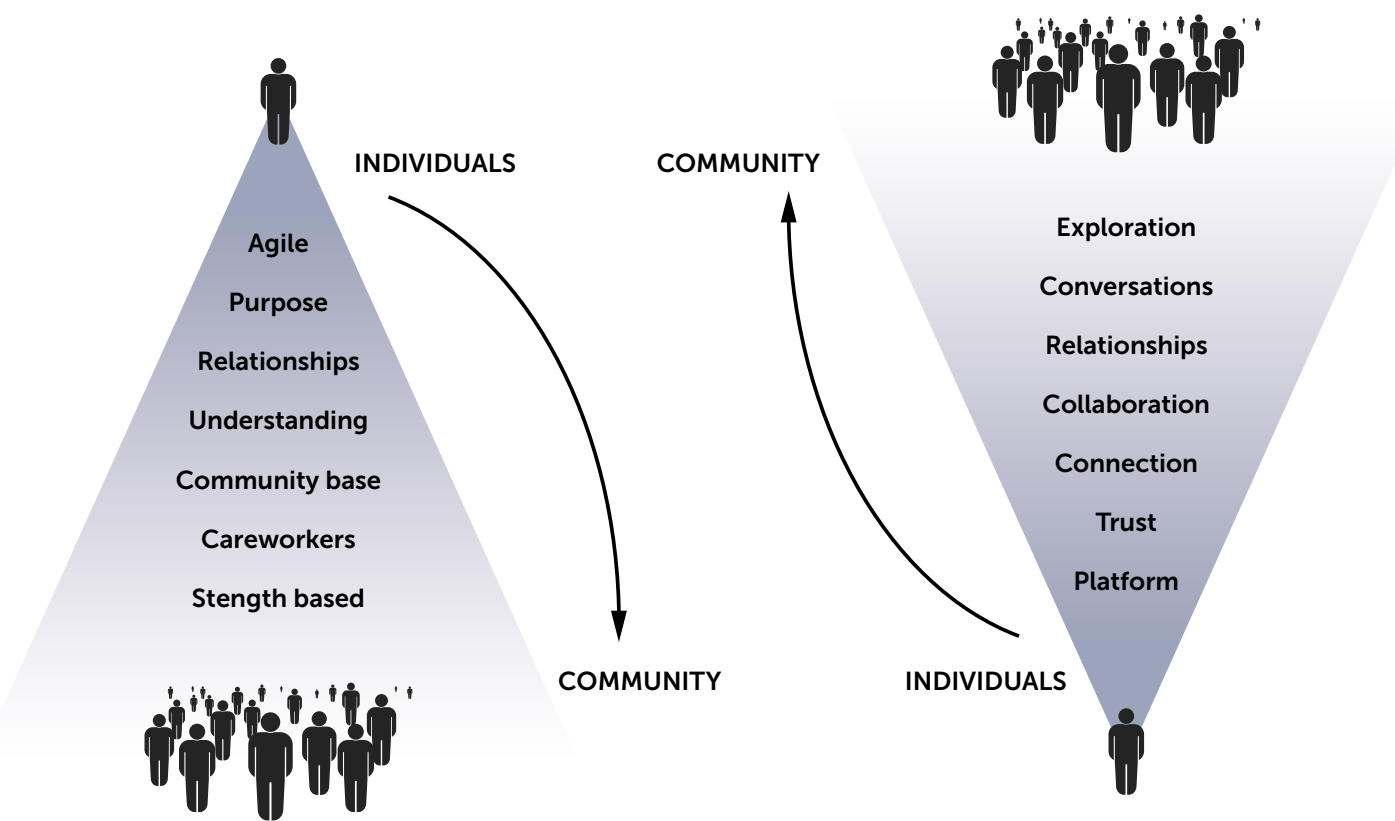 INDIVIDUALS
Agile
Purpose
Relationships
Understanding
Community base
Careworkers
Stength based
COMMUNITY
COMMUNITY
Exploration
Conversations
Relationships
Collaboration
Connection
Trust
Platform
INDIVIDUALS